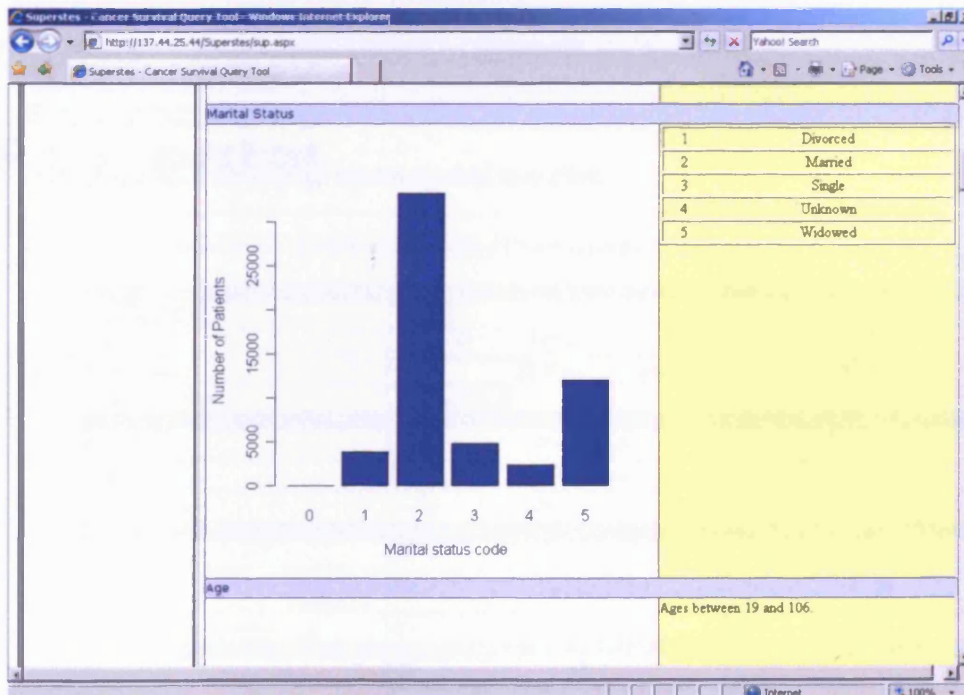 Superstes - Cancer Survival Query Tool - Windows Internet Explorer
http://137.44.25.44/Superstes/sup.aspx
Yahoo! Search
Superstes - Cancer Survival Query Tool
Page
Tools
Marital Status
1 Divorced
2 Married
3 Single
4 Unknown
5 Widowed
Number of Patients
25000
15000
5000
0
0 1 2 3 4 5
Marital status code
Age
Ages between 19 and 106.
Internet
100%